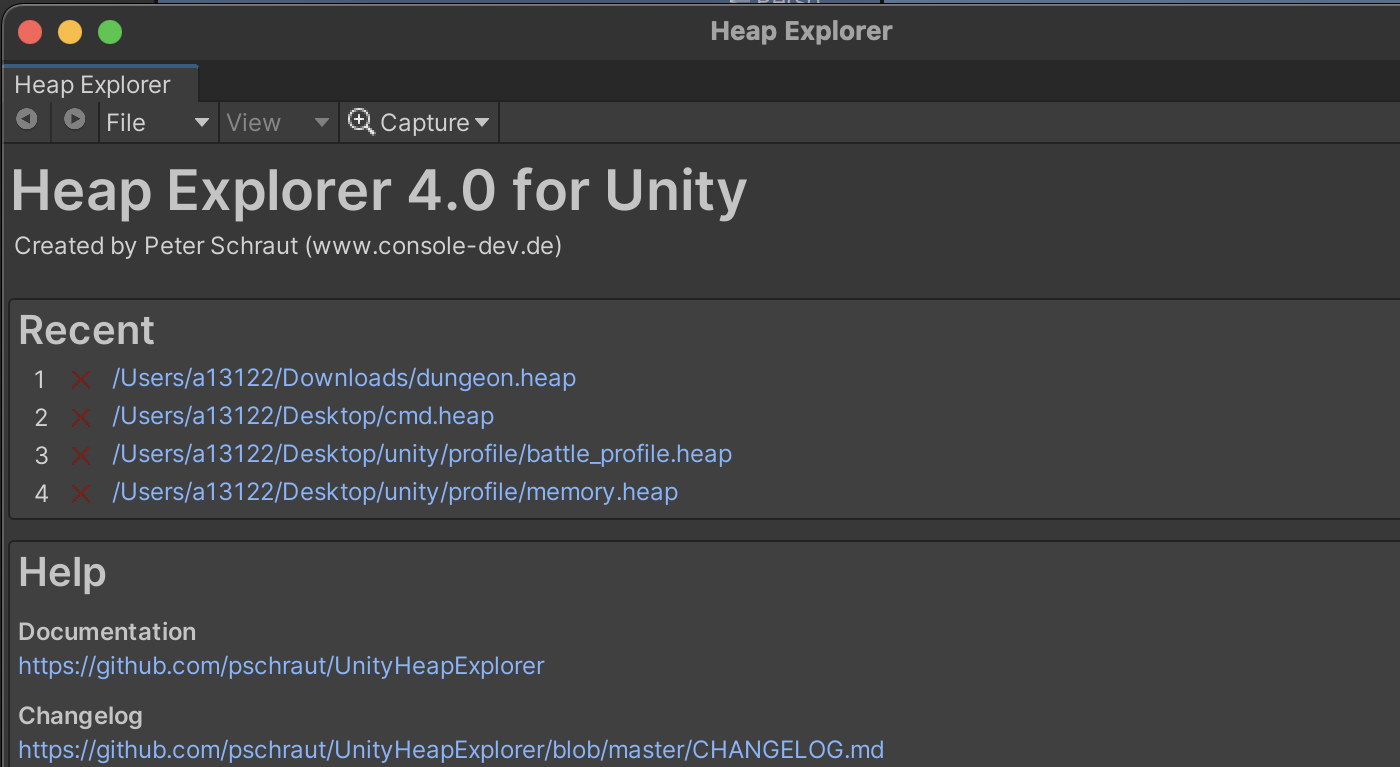 Heap Explorer
Heap Explorer
File View Capture
Heap Explorer 4.0 for Unity
Created by Peter Schraut (www.console-dev.de)
Recent
1 /Users/a13122/Downloads/dungeon.heap
2 /Users/a13122/Desktop/cmd.heap
3 /Users/a13122/Desktop/unity/profile/battle_profile.heap
4 /Users/a13122/Desktop/unity/profile/memory.heap
Help
Documentation
https://github.com/pschraut/UnityHeapExplorer
Changelog
https://github.com/pschraut/UnityHeapExplorer/blob/master/CHANGELOG.md